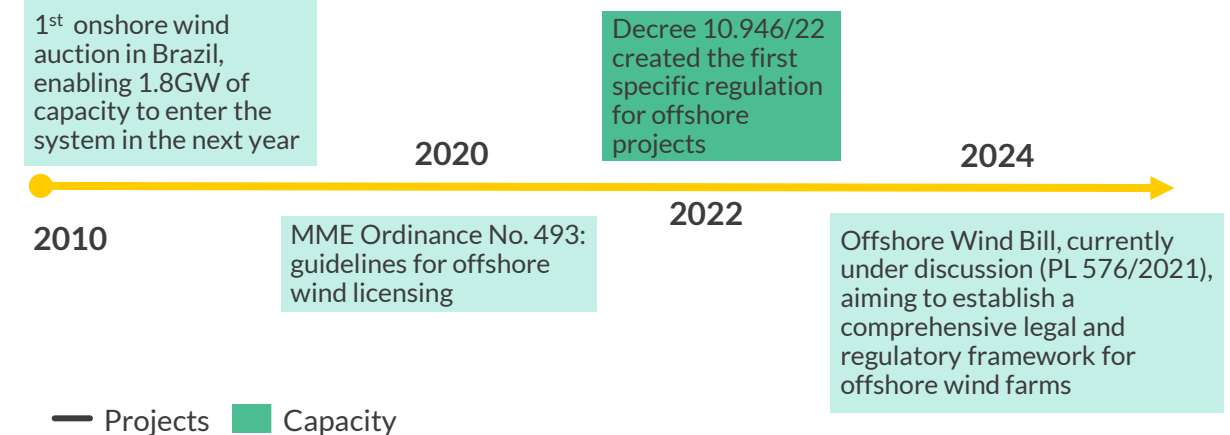 1st onshore wind
auction in Brazil,
enabling 1.8GW of
capacity to enter the
system in the next year
2010
2020
MME Ordinance No. 493:
guidelines for offshore
wind licensing
Decree 10.946/22
created the first
specific regulation
for offshore
projects
2022
2024
Offshore Wind Bill, currently
under discussion (PL 576/2021),
aiming to establish a
comprehensive legal and
regulatory framework for
offshore wind farms
Projects
Capacity